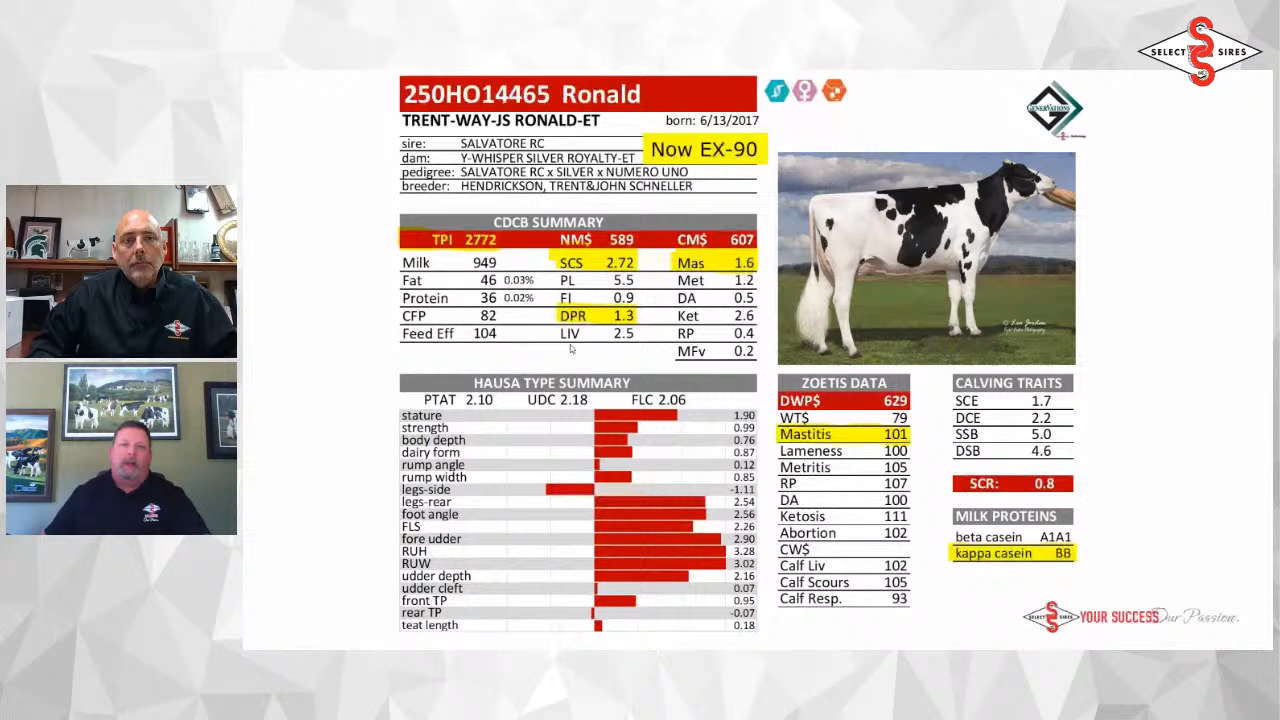 SELECT SIRES
250HO14465 Ronald
TRENT-WAY-JS RONALD-ET born: 6/13/2017
sire: SALVATORE RC
dam: Y-WHISPER SILVER ROYALTY-ET
Now EX-90
pedigree: SALVATORE RC x SILVER x NUMERO UNO
breeder: HENDRICKSON, TRENT&JOHN SCHNELLER
GENERVATIONS
CDCB SUMMARY
TPI 2772 NM$ 589 CM$ 607
Milk 949 SCS 2.72 Mas 1.6
Fat 46 0.03% PL 5.5 Met 1.2
Protein 36 0.02% FI 0.9 DA 0.5
CFP 82 DPR 1.3 Ket 2.6
Feed Eff 104 LIV 2.5 RP 0.4
MFv 0.2
HAUSA TYPE SUMMARY
PTAT 2.10 UDC 2.18 FLC 2.06
stature 1.90
strength 0.99
body depth 0.76
dairy form 0.87
rump angle 0.12
rump width 0.85
legs-side -1.11
legs-rear 2.54
foot angle 2.56
FLS 2.26
fore udder 2.90
RUH 3.28
RUW 3.02
udder depth 2.16
udder cleft 0.07
front TP 0.95
rear TP -0.07
teat length 0.18
ZOETIS DATA
DWP$ 629
WT$ 79
Mastitis 101
Lameness 100
Metritis 105
RP 107
DA 100
Ketosis 111
Abortion 102
CW$
Calf Liv 102
Calf Scours 105
Calf Resp. 93
CALVING TRAITS
SCE 1.7
DCE 2.2
SSB 5.0
DSB 4.6
SCR: 0.8
MILK PROTEINS
beta casein A1A1
kappa casein BB
SELECT SIRES YOUR SUCCESS Our Passion.